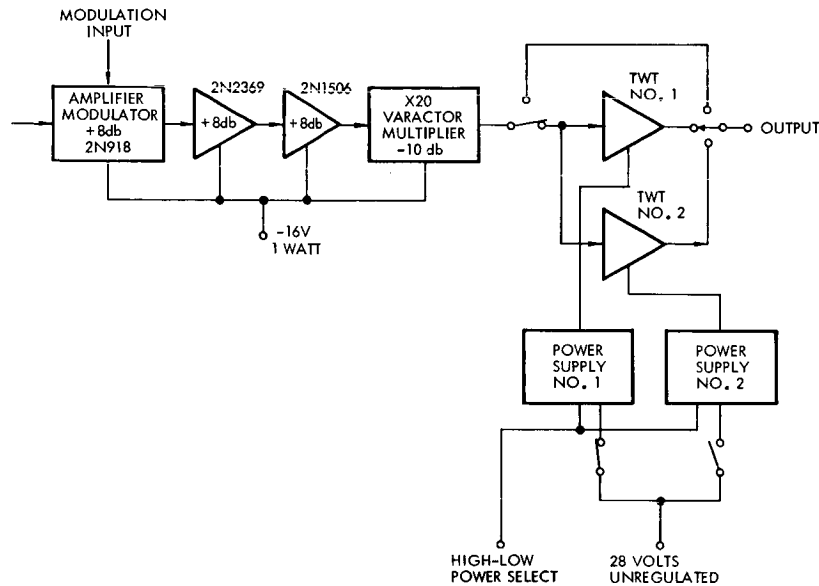 MODULATION
INPUT
AMPLIFIER
MODULATOR
+8db
2N918
2N2369
+8db
2N1506
+8db
X20
VARACTOR
MULTIPLIER
-10 db
-16V
1 WATT
TWT
NO. 1
OUTPUT
TWT
NO. 2
POWER
SUPPLY
NO. 1
POWER
SUPPLY
NO. 2
HIGH-LOW
POWER SELECT
28 VOLTS
UNREGULATED